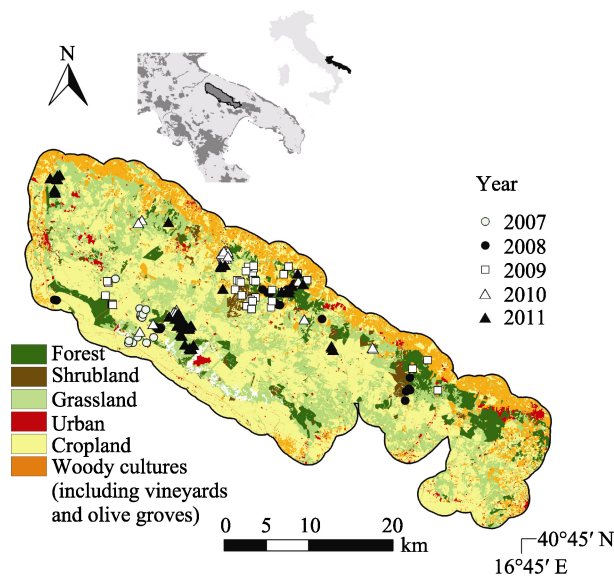 N
Year
2007
2008
2009
2010
2011
Forest
Shrubland
Grassland
Urban
Cropland
Woody cultures
(including vineyards
and olive groves)
0 10 20
km
40°45′ N
16°45′ E